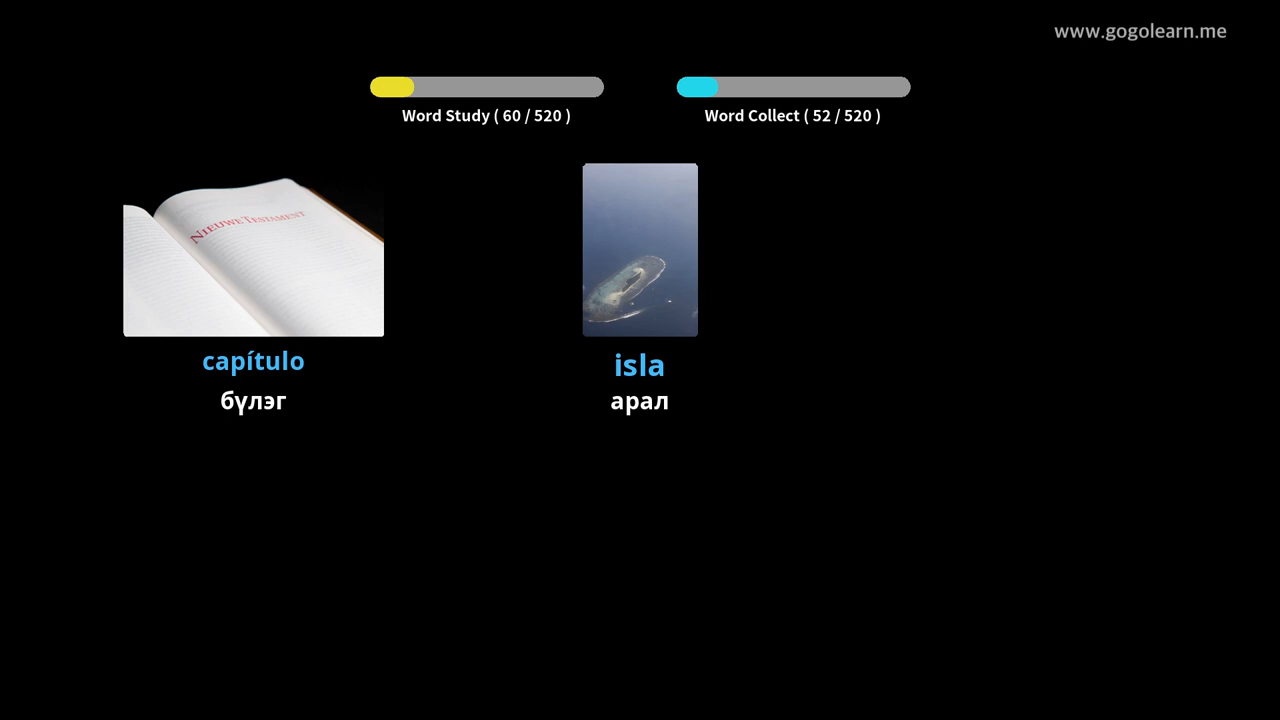 www.gogolearn.me
Word Study ( 60 / 520 )
Word Collect ( 52 / 520 )
NIEUWE TESTAMENT
capítulo
бүлэг
isla
арал